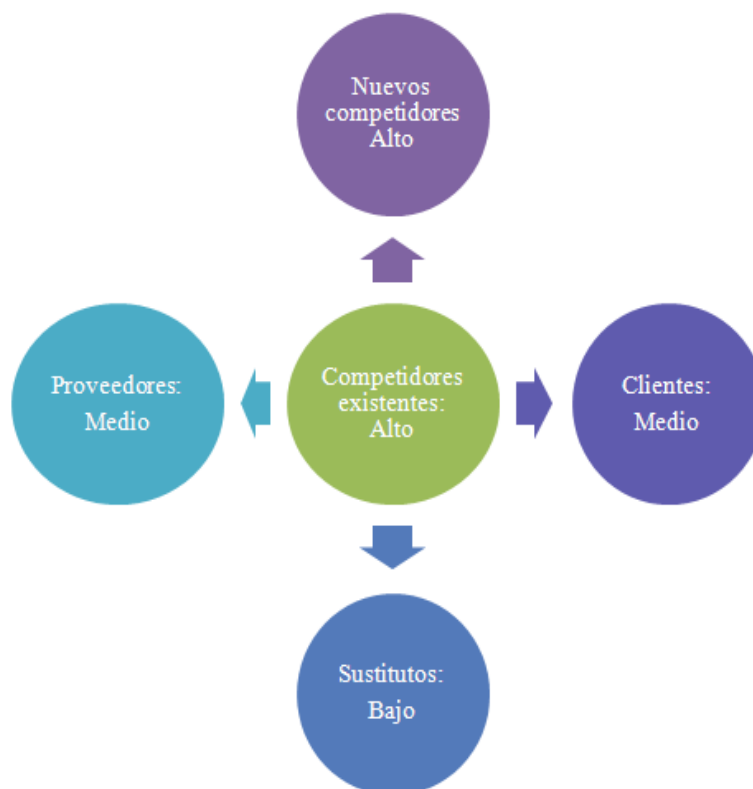 Nuevos
competidores
Alto
Proveedores:
Medio
Competidores
existentes:
Alto
Clientes:
Medio
Sustitutos:
Bajo